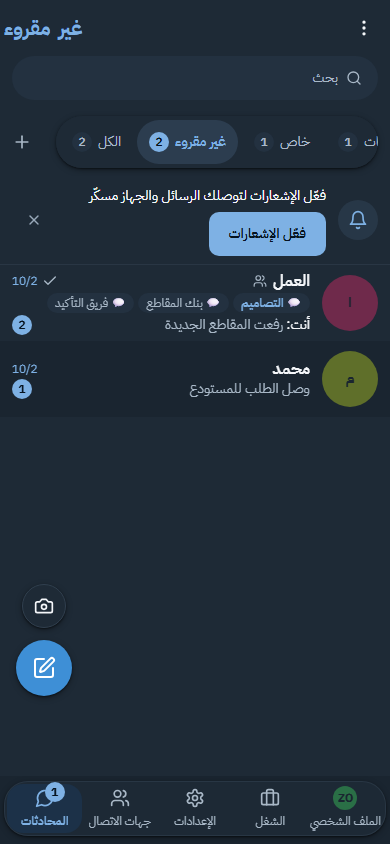 غير مقروء
بحث
الكل 2
غير مقروء 2
خاص 1
ات 1
فعّل الإشعارات لتوصلك الرسائل والجهاز مسكّر
فعّل الإشعارات
ا
العمل 10/2
💬 التصاميم 💬 بنك المقاطع 💬 فريق التأكيد
أنت: رفعت المقاطع الجديدة 2
م
محمد 10/2
وصل الطلب للمستودع 1
ZO
1
الملف الشخصي الشغل الإعدادات جهات الاتصال المحادثات